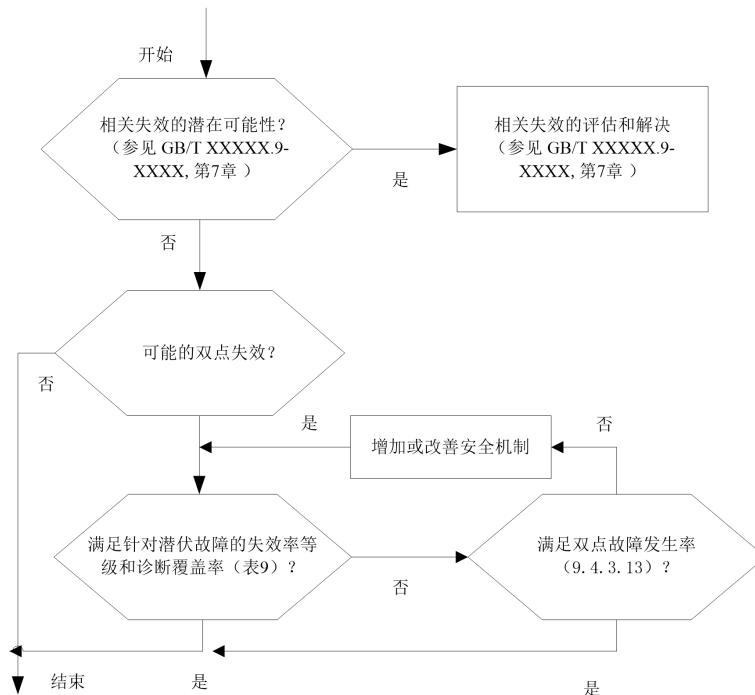 开始
相关失效的潜在可能性？
（参见 GB/T XXXXX.9-
XXXX, 第7章 ）
相关失效的评估和解决
（参见 GB/T XXXXX.9-
XXXX, 第7章 ）
是
否
可能的双点失效？
否
是
增加或改善安全机制
否
满足针对潜伏故障的失效率等
级和诊断覆盖率（表9）？
否
满足双点故障发生率
（9.4.3.13）？
结束
是
是